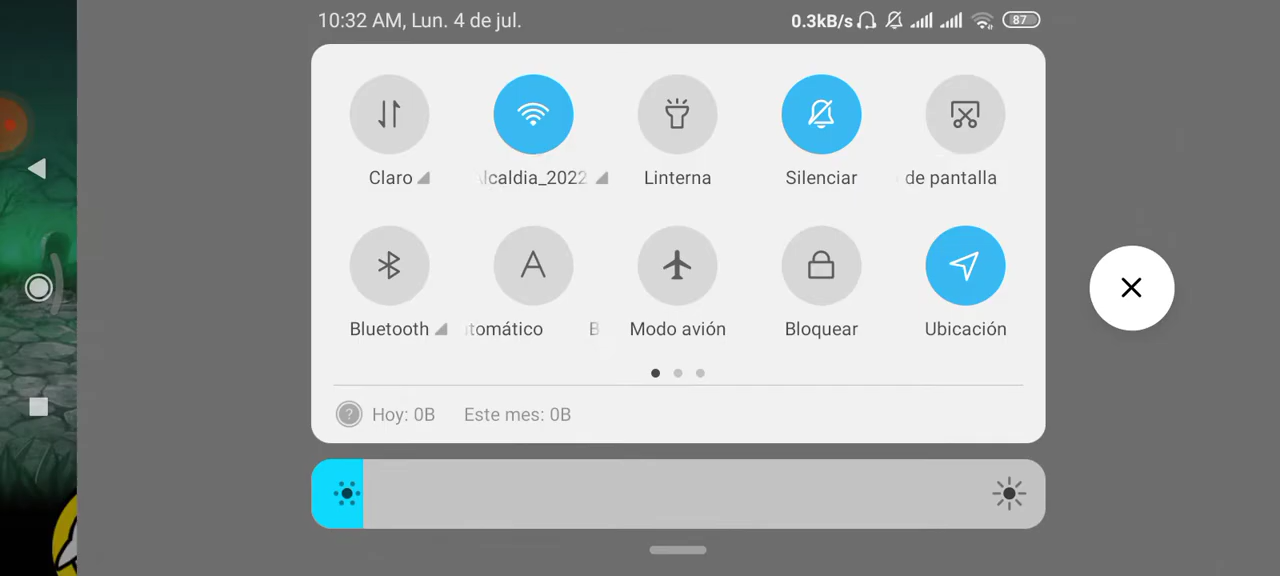 10:32 AM, Lun. 4 de jul. 0.3kB/s 87
Claro lcaldia_2022 Linterna Silenciar de pantalla
Bluetooth tomático B Modo avión Bloquear Ubicación
Hoy: 0B Este mes: 0B